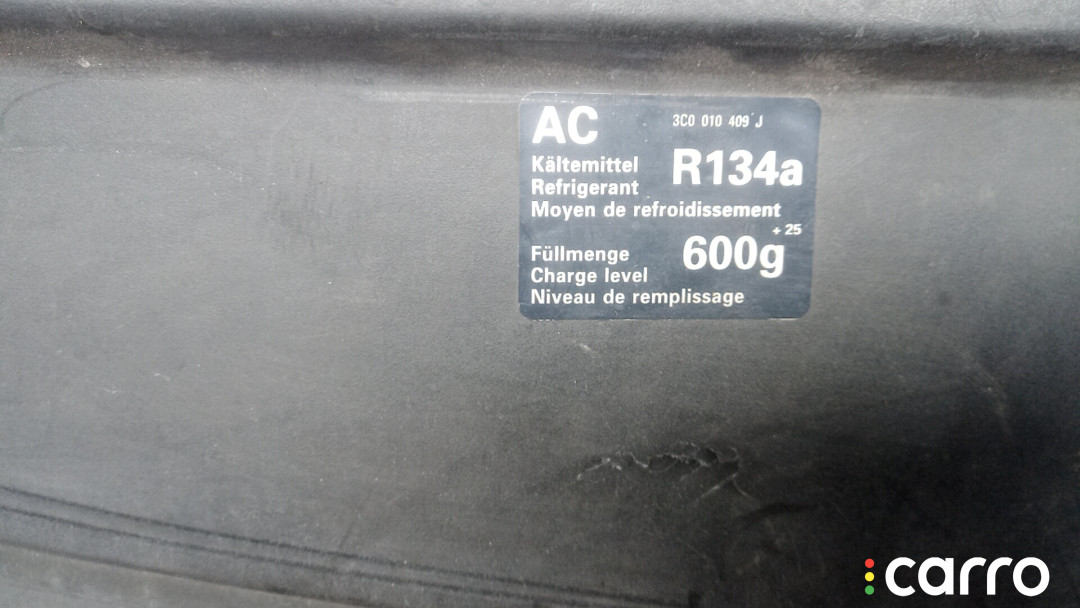 AC 3C0 010 409 J
Kältemittel R134a
Refrigerant
Moyen de refroidissement
+ 25
Füllmenge 600g
Charge level
Niveau de remplissage
carro